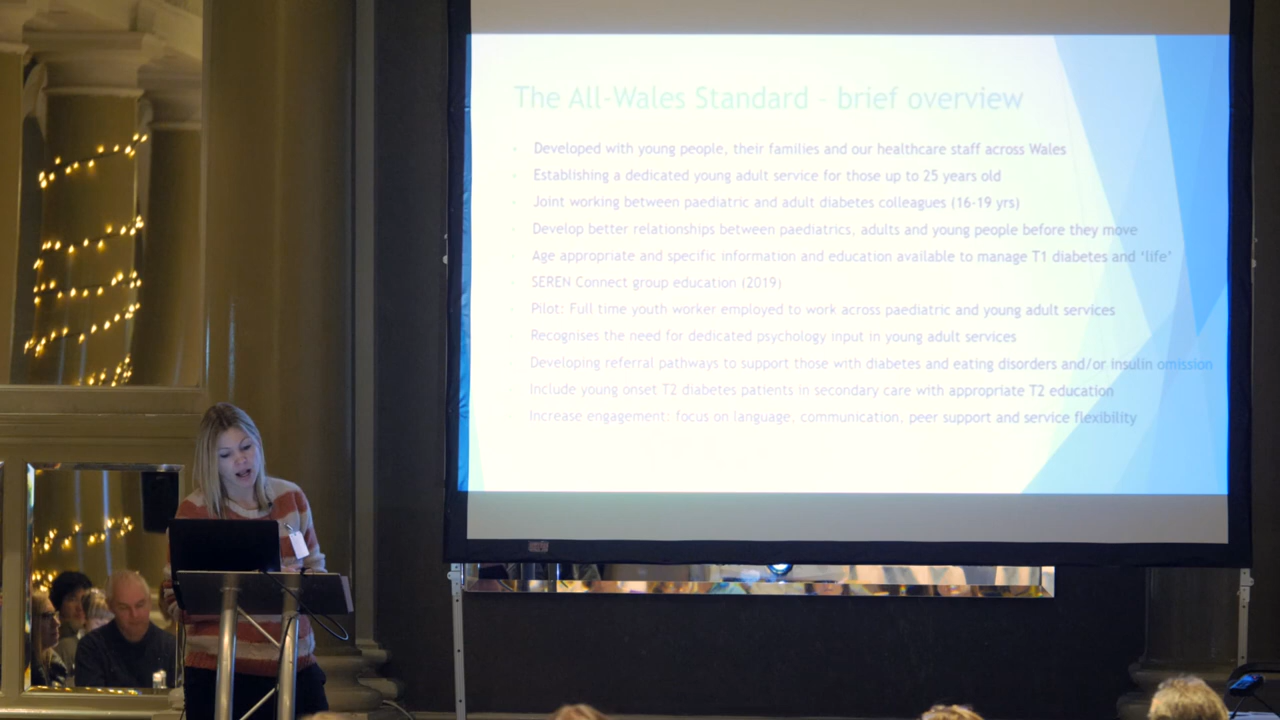 The All-Wales Standard - brief overview
Developed with young people, their families and our healthcare staff across Wales
Establishing a dedicated young adult service for those up to 25 years old
Joint working between paediatric and adult diabetes colleagues (16-19 yrs)
Develop better relationships between paediatrics, adults and young people before they move
Age appropriate and specific information and education available to manage T1 diabetes and ‘life’
SEREN Connect group education (2019)
Pilot: Full time youth worker employed to work across paediatric and young adult services
Recognises the need for dedicated psychology input in young adult services
Developing referral pathways to support those with diabetes and eating disorders and/or insulin omission
Include young onset T2 diabetes patients in secondary care with appropriate T2 education
Increase engagement: focus on language, communication, peer support and service flexibility